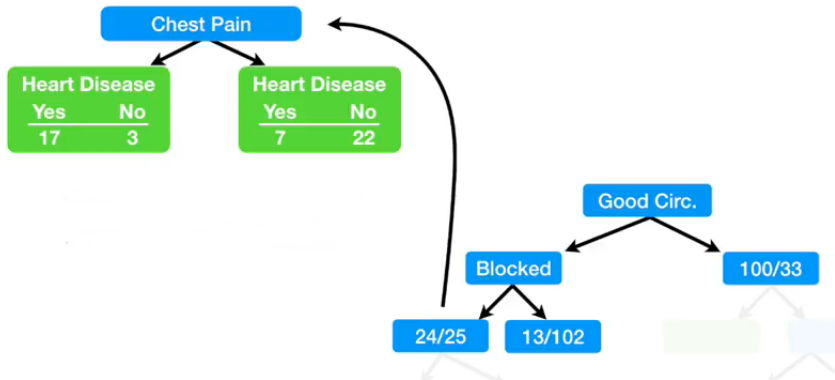 Chest Pain
Heart Disease
Yes No
17 3
Heart Disease
Yes No
7 22
Good Circ.
Blocked
100/33
24/25
13/102